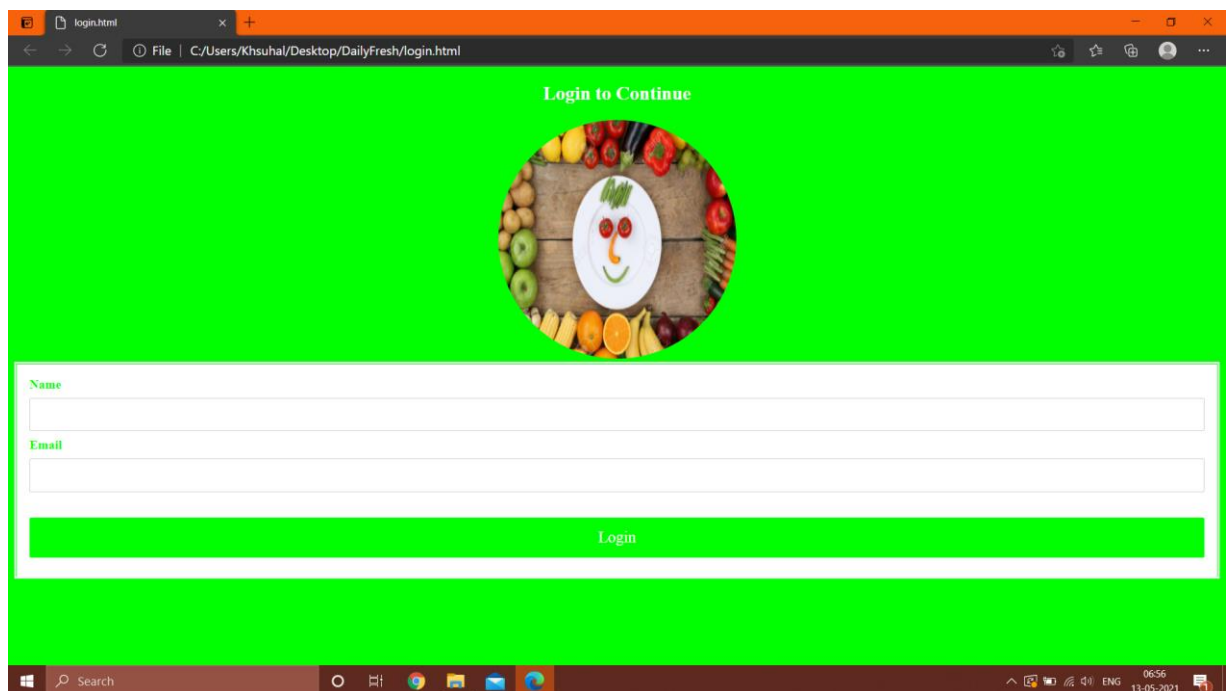 login.html
File | C:/Users/Khsuhal/Desktop/DailyFresh/login.html
Login to Continue
Name
Email
Login
Search
ENG
06:56
13-05-2021
1